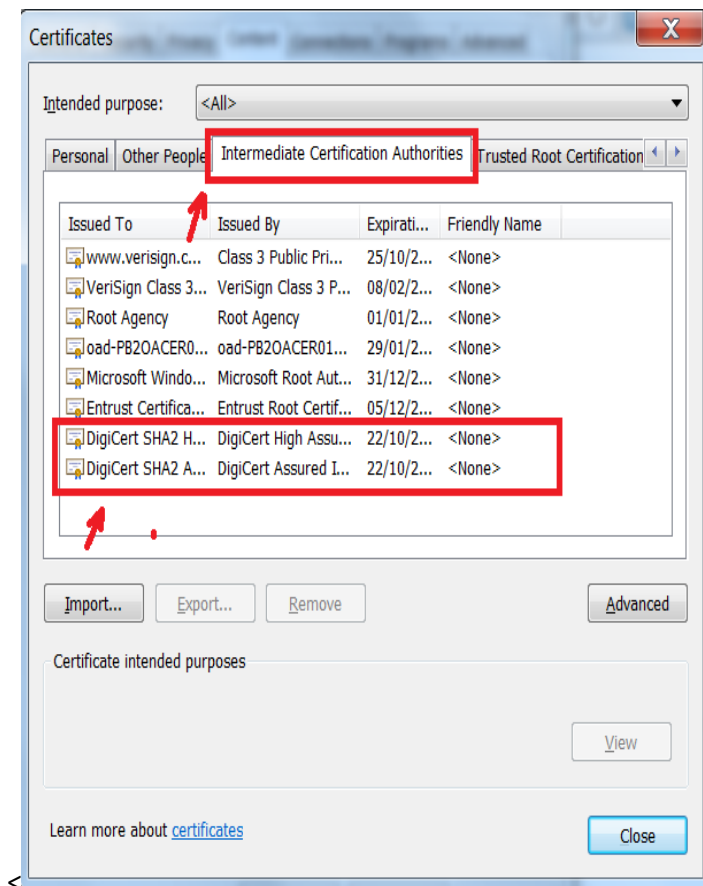 Certificates
Intended purpose: <All>
Personal Other People Intermediate Certification Authorities Trusted Root Certification
Issued To Issued By Expirati... Friendly Name
www.verisign.c... Class 3 Public Pri... 25/10/2... <None>
VeriSign Class 3... VeriSign Class 3 P... 08/02/2... <None>
Root Agency Root Agency 01/01/2... <None>
oad-PB2OACER0... oad-PB2OACER01... 29/01/2... <None>
Microsoft Windo... Microsoft Root Aut... 31/12/2... <None>
Entrust Certifica... Entrust Root Certif... 05/12/2... <None>
DigiCert SHA2 H... DigiCert High Assu... 22/10/2... <None>
DigiCert SHA2 A... DigiCert Assured I... 22/10/2... <None>
Import... Export... Remove Advanced
Certificate intended purposes
View
Learn more about certificates
Close
<